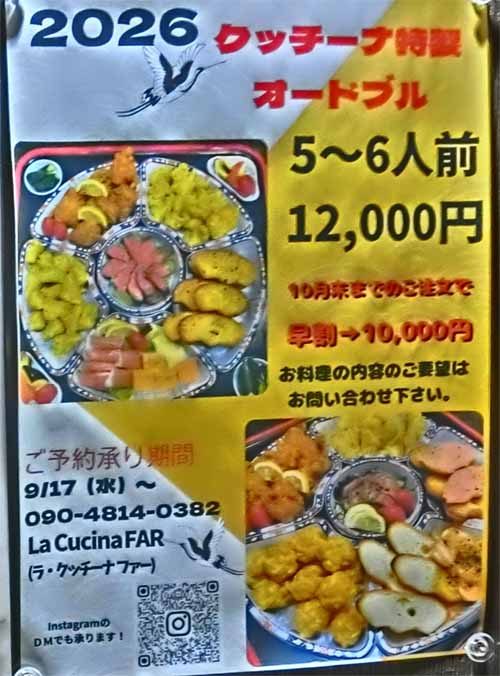 2026 クッチーナ特製
オードブル
5～6人前
12,000円
10月末までのご注文で
早割→10,000円
お料理の内容のご要望は
お問い合わせ下さい。
ご予約承り期間
9/17（水）～
090-4814-0382
La CucinaFAR
(ラ・クッチーナファー)
Instagramの
DMでも承ります！